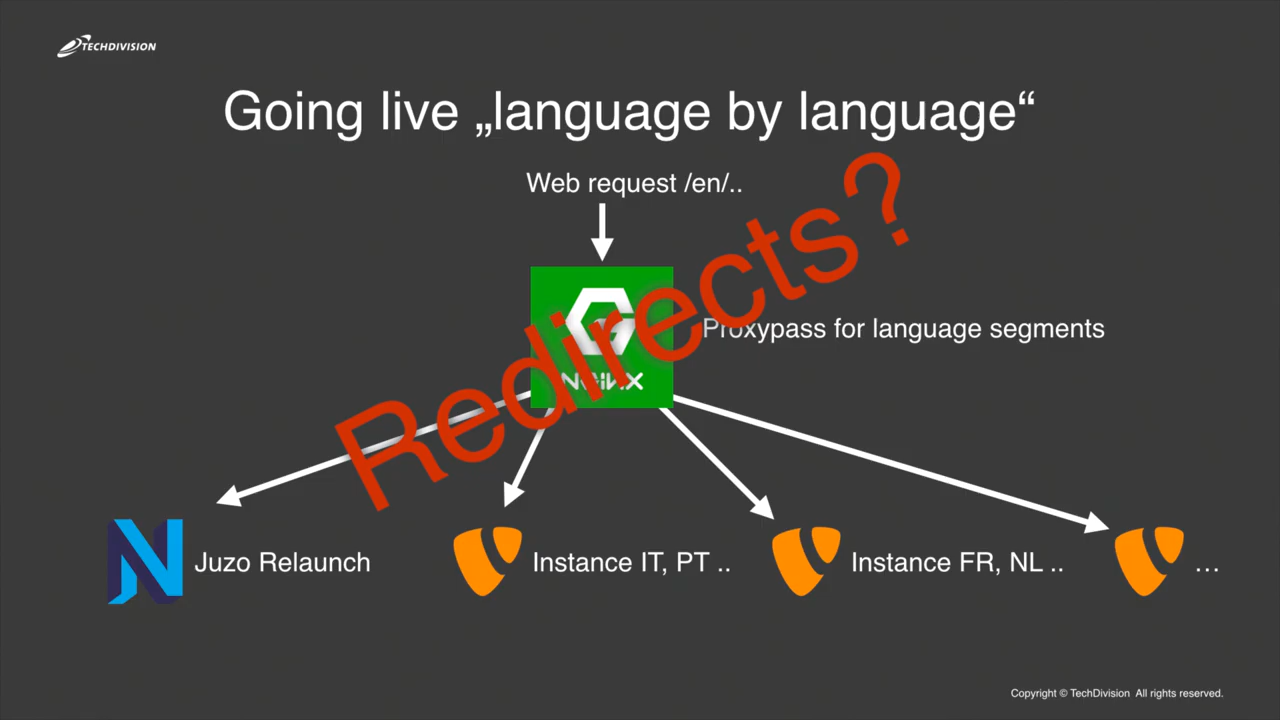 TECHDIVISION
Going live „language by language“
Web request /en/..
Redirects?
NGiNX
Proxypass for language segments
Juzo Relaunch
Instance IT, PT ..
Instance FR, NL ..
...
Copyright © TechDivision All rights reserved.